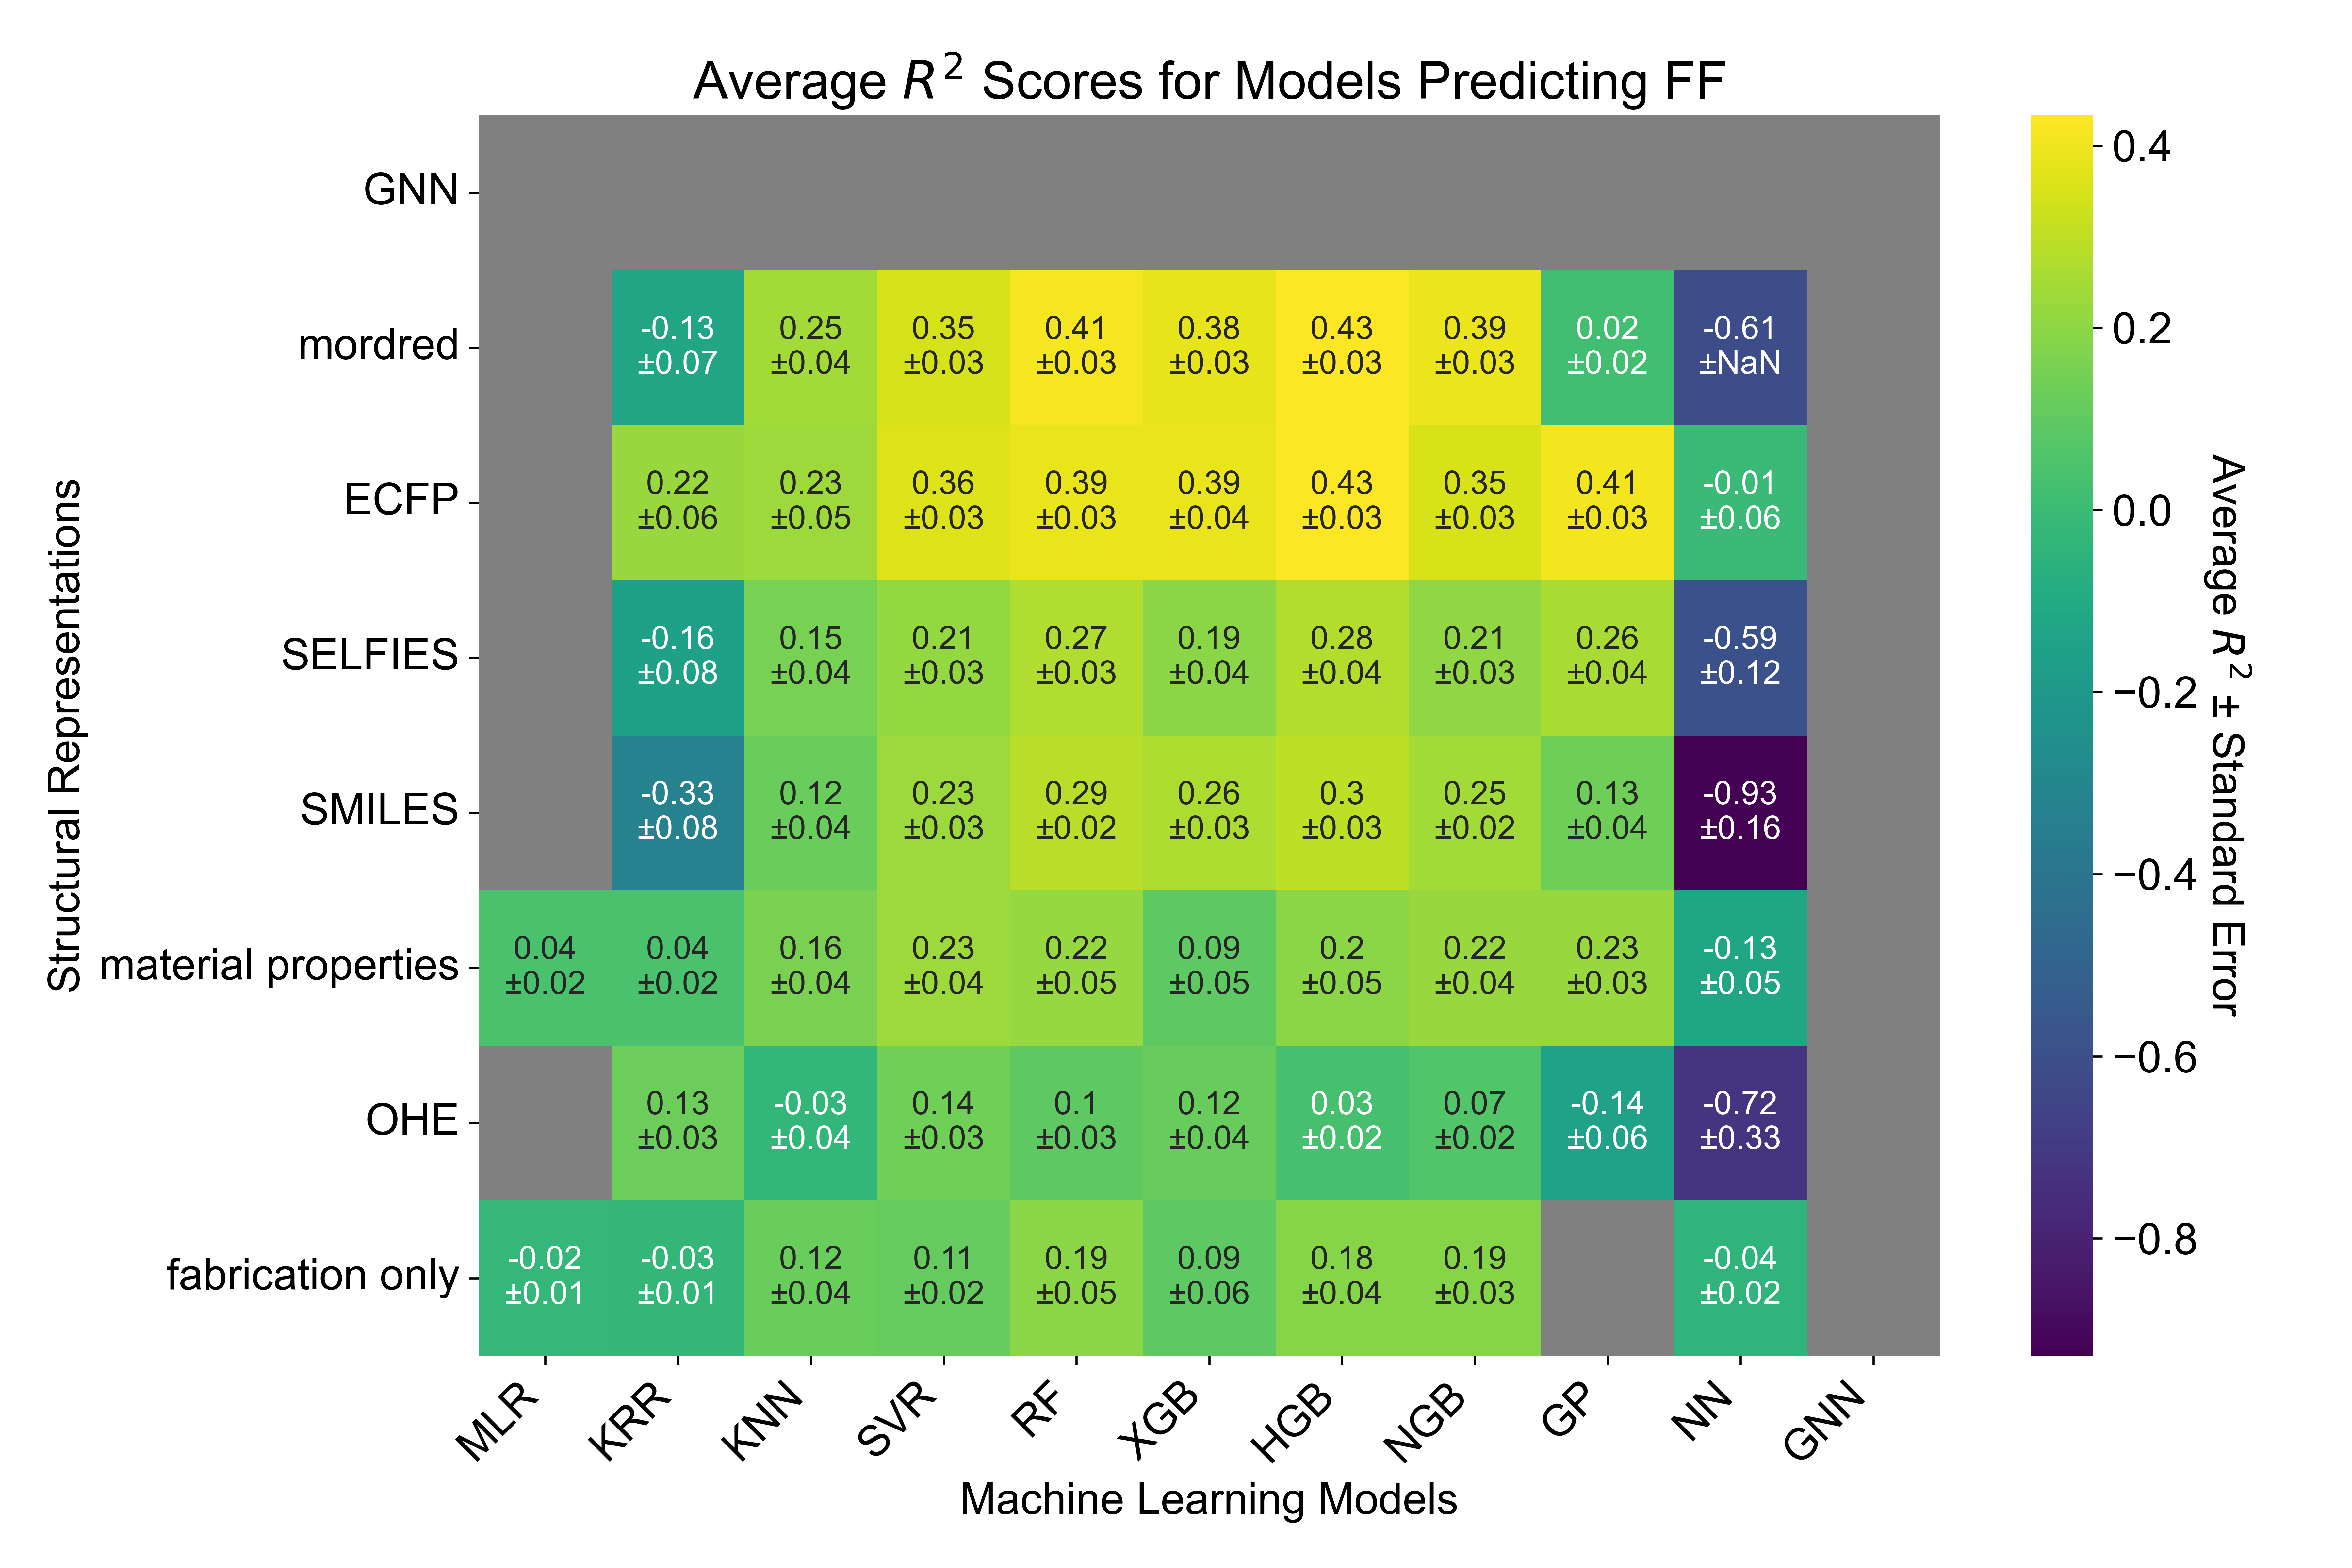 Average R² Scores for Models Predicting FF
Structural Representations
GNN
mordred
-0.13 0.25 0.35 0.41 0.38 0.43 0.39 0.02 -0.61
±0.07 ±0.04 ±0.03 ±0.03 ±0.03 ±0.03 ±0.03 ±0.02 ±NaN
ECFP
0.22 0.23 0.36 0.39 0.39 0.43 0.35 0.41 -0.01
±0.06 ±0.05 ±0.03 ±0.03 ±0.04 ±0.03 ±0.03 ±0.03 ±0.06
SELFIES
-0.16 0.15 0.21 0.27 0.19 0.28 0.21 0.26 -0.59
±0.08 ±0.04 ±0.03 ±0.03 ±0.04 ±0.04 ±0.03 ±0.04 ±0.12
SMILES
-0.33 0.12 0.23 0.29 0.26 0.3 0.25 0.13 -0.93
±0.08 ±0.04 ±0.03 ±0.02 ±0.03 ±0.03 ±0.02 ±0.04 ±0.16
material properties
0.04 0.04 0.16 0.23 0.22 0.09 0.2 0.22 0.23 -0.13
±0.02 ±0.02 ±0.04 ±0.04 ±0.05 ±0.05 ±0.05 ±0.04 ±0.03 ±0.05
OHE
0.13 -0.03 0.14 0.1 0.12 0.03 0.07 -0.14 -0.72
±0.03 ±0.04 ±0.03 ±0.03 ±0.04 ±0.02 ±0.02 ±0.06 ±0.33
fabrication only
-0.02 -0.03 0.12 0.11 0.19 0.09 0.18 0.19 -0.04
±0.01 ±0.01 ±0.04 ±0.02 ±0.05 ±0.06 ±0.04 ±0.03 ±0.02
MLR KRR KNN SVR RF XGB HGB NGB GP NN GNN
Machine Learning Models
0.4
0.2
0.0
−0.2
−0.4
−0.6
−0.8
Average R² ± Standard Error